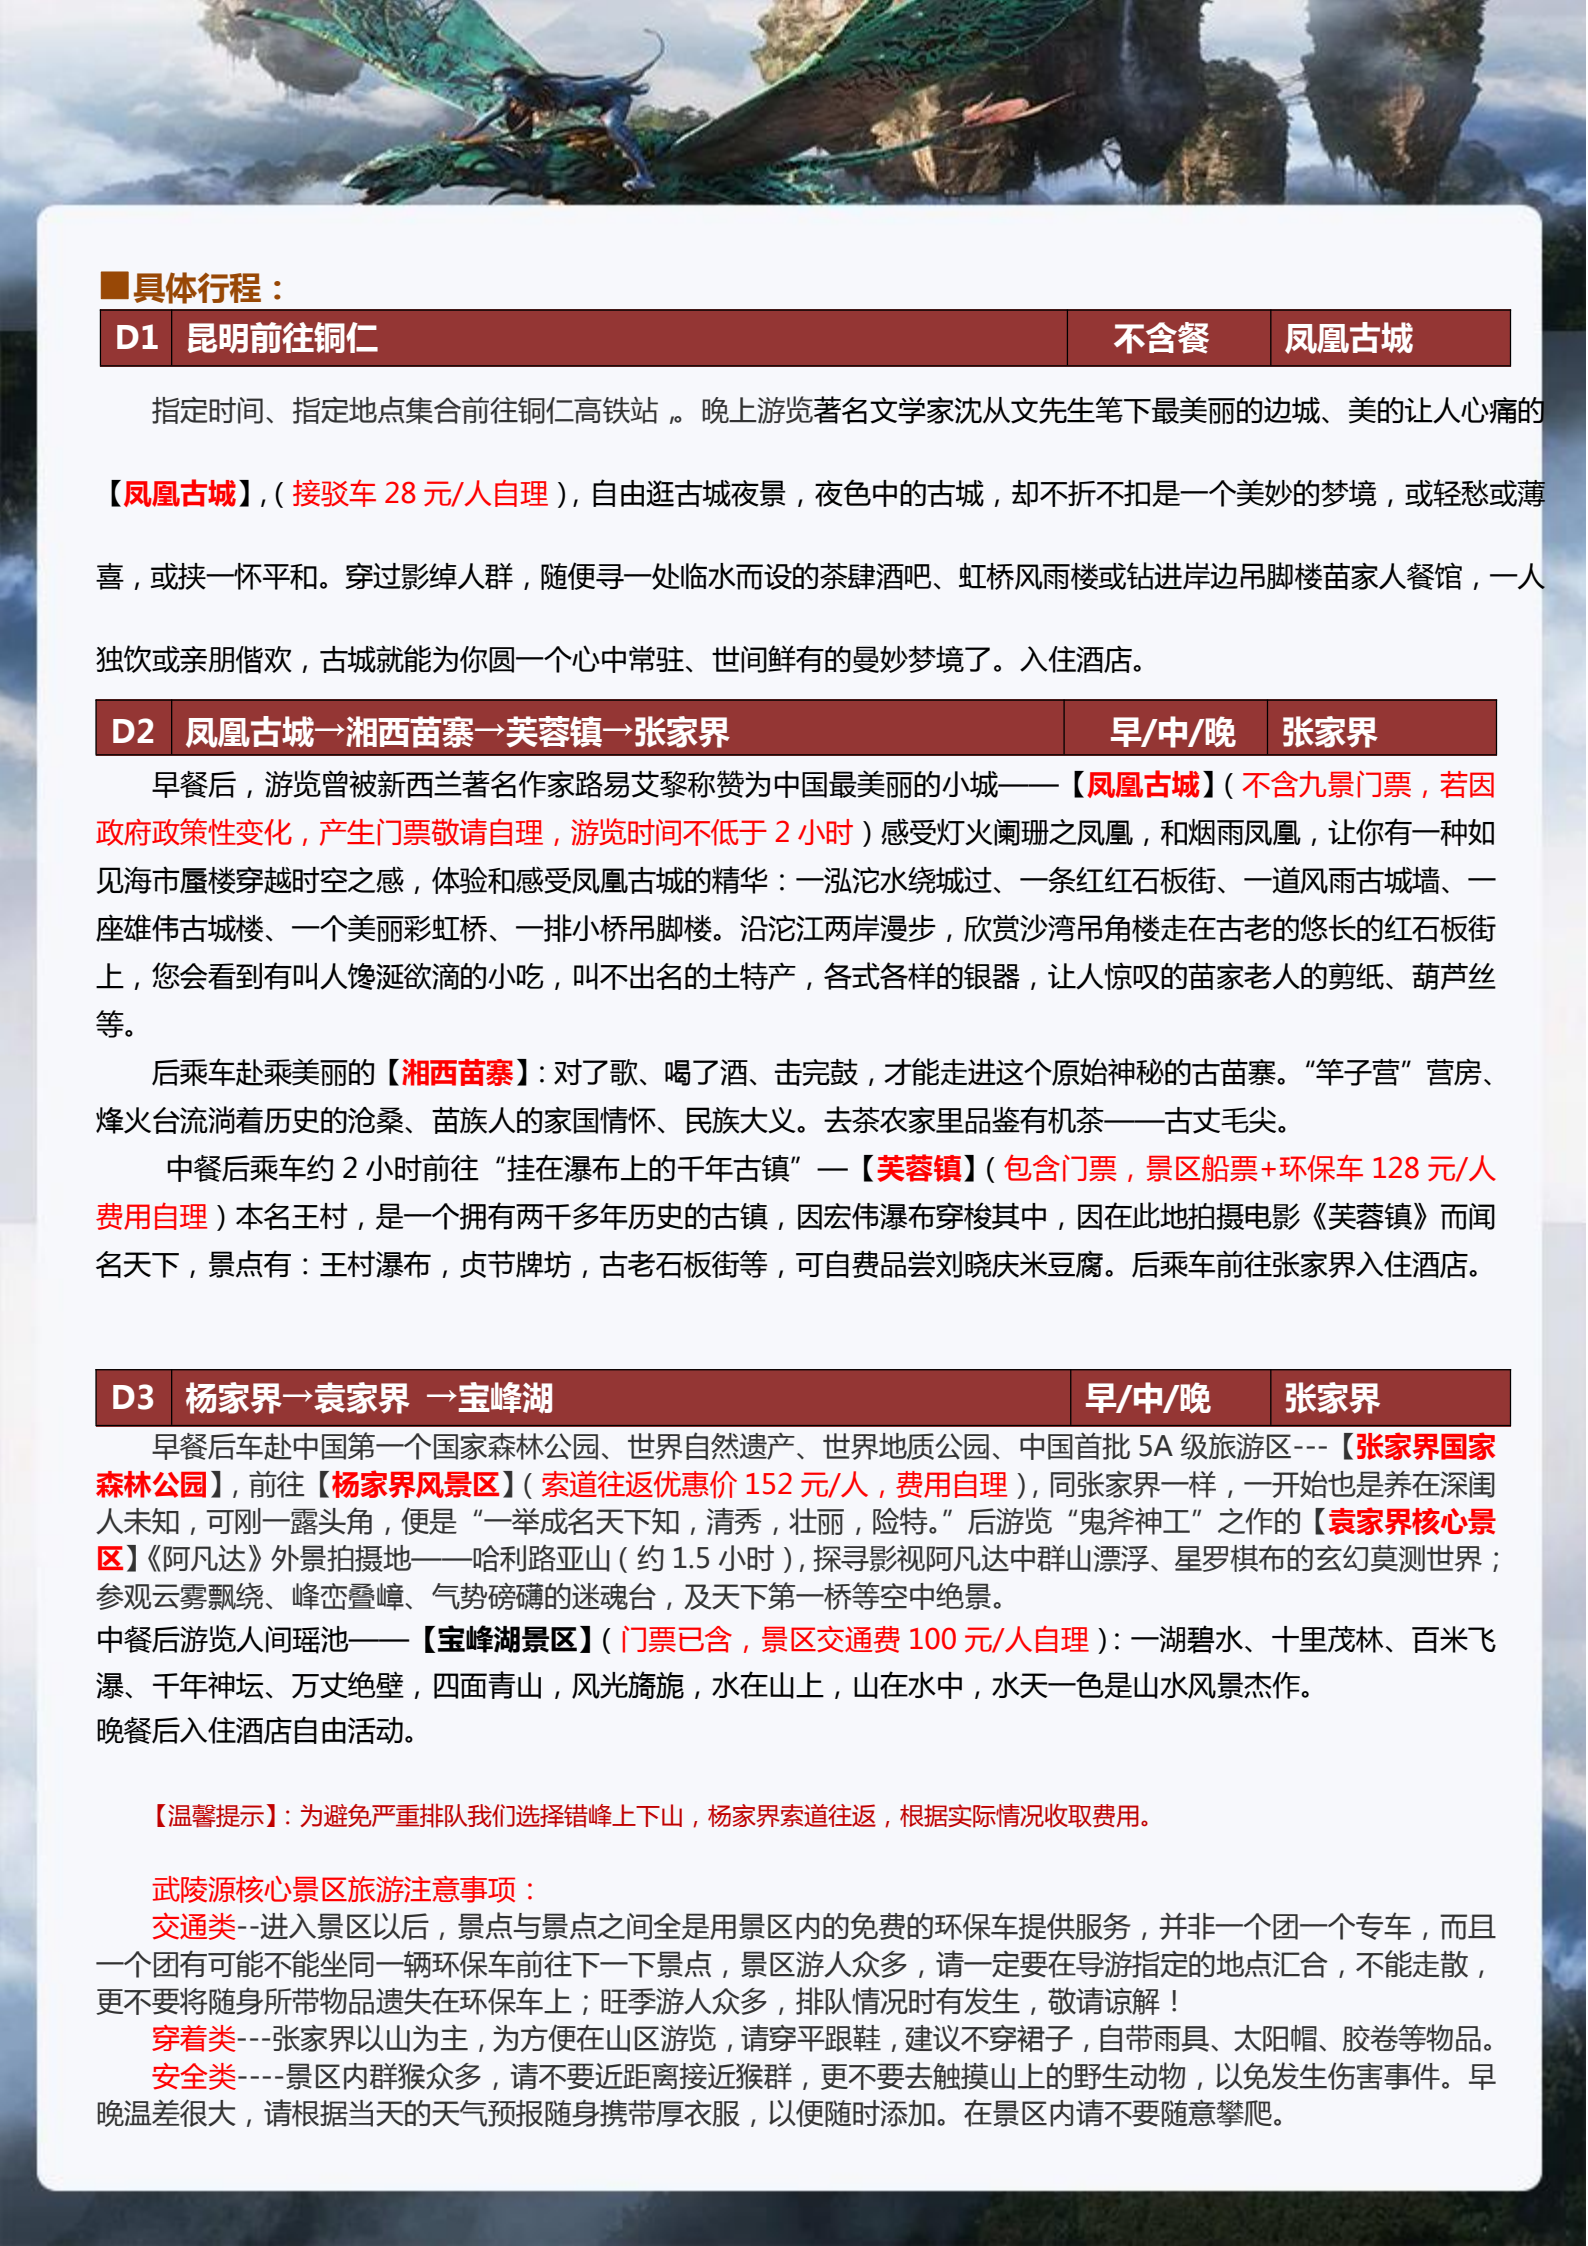 ■具体行程：
D1 昆明前往铜仁 不含餐 凤凰古城
指定时间、指定地点集合前往铜仁高铁站，。晚上游览著名文学家沈从文先生笔下最美丽的边城、美的让人心痛的
【凤凰古城】，（接驳车 28 元/人自理），自由逛古城夜景，夜色中的古城，却不折不扣是一个美妙的梦境，或轻愁或薄
喜，或挟一怀平和。穿过影绰人群，随便寻一处临水而设的茶肆酒吧、虹桥风雨楼或钻进岸边吊脚楼苗家人餐馆，一人
独饮或亲朋偕欢，古城就能为你圆一个心中常驻、世间鲜有的曼妙梦境了。入住酒店。
D2 凤凰古城→湘西苗寨→芙蓉镇→张家界 早/中/晚 张家界
早餐后，游览曾被新西兰著名作家路易艾黎称赞为中国最美丽的小城——【凤凰古城】（不含九景门票，若因
政府政策性变化，产生门票敬请自理，游览时间不低于 2 小时）感受灯火阑珊之凤凰，和烟雨凤凰，让你有一种如
见海市蜃楼穿越时空之感，体验和感受凤凰古城的精华：一泓沱水绕城过、一条红红石板街、一道风雨古城墙、一
座雄伟古城楼、一个美丽彩虹桥、一排小桥吊脚楼。沿沱江两岸漫步，欣赏沙湾吊角楼走在古老的悠长的红石板街
上，您会看到有叫人馋涎欲滴的小吃，叫不出名的土特产，各式各样的银器，让人惊叹的苗家老人的剪纸、葫芦丝
等。
后乘车赴乘美丽的【湘西苗寨】：对了歌、喝了酒、击完鼓，才能走进这个原始神秘的古苗寨。“竿子营”营房、
烽火台流淌着历史的沧桑、苗族人的家国情怀、民族大义。去茶农家里品鉴有机茶——古丈毛尖。
中餐后乘车约 2 小时前往“挂在瀑布上的千年古镇”—【芙蓉镇】（包含门票，景区船票+环保车 128 元/人
费用自理）本名王村，是一个拥有两千多年历史的古镇，因宏伟瀑布穿梭其中，因在此地拍摄电影《芙蓉镇》而闻
名天下，景点有：王村瀑布，贞节牌坊，古老石板街等，可自费品尝刘晓庆米豆腐。后乘车前往张家界入住酒店。
D3 杨家界→袁家界 →宝峰湖 早/中/晚 张家界
早餐后车赴中国第一个国家森林公园、世界自然遗产、世界地质公园、中国首批 5A 级旅游区---【张家界国家
森林公园】，前往【杨家界风景区】（索道往返优惠价 152 元/人，费用自理），同张家界一样，一开始也是养在深闺
人未知，可刚一露头角，便是“一举成名天下知，清秀，壮丽，险特。”后游览“鬼斧神工”之作的【袁家界核心景
区】《阿凡达》外景拍摄地——哈利路亚山（约 1.5 小时），探寻影视阿凡达中群山漂浮、星罗棋布的玄幻莫测世界；
参观云雾飘绕、峰峦叠嶂、气势磅礴的迷魂台，及天下第一桥等空中绝景。
中餐后游览人间瑶池——【宝峰湖景区】（门票已含，景区交通费 100 元/人自理）：一湖碧水、十里茂林、百米飞
瀑、千年神坛、万丈绝壁，四面青山，风光旖旎，水在山上，山在水中，水天一色是山水风景杰作。
晚餐后入住酒店自由活动。
【温馨提示】：为避免严重排队我们选择错峰上下山，杨家界索道往返，根据实际情况收取费用。
武陵源核心景区旅游注意事项：
交通类--进入景区以后，景点与景点之间全是用景区内的免费的环保车提供服务，并非一个团一个专车，而且
一个团有可能不能坐同一辆环保车前往下一下景点，景区游人众多，请一定要在导游指定的地点汇合，不能走散，
更不要将随身所带物品遗失在环保车上；旺季游人众多，排队情况时有发生，敬请谅解！
穿着类---张家界以山为主，为方便在山区游览，请穿平跟鞋，建议不穿裙子，自带雨具、太阳帽、胶卷等物品。
安全类----景区内群猴众多，请不要近距离接近猴群，更不要去触摸山上的野生动物，以免发生伤害事件。早
晚温差很大，请根据当天的天气预报随身携带厚衣服，以便随时添加。在景区内请不要随意攀爬。